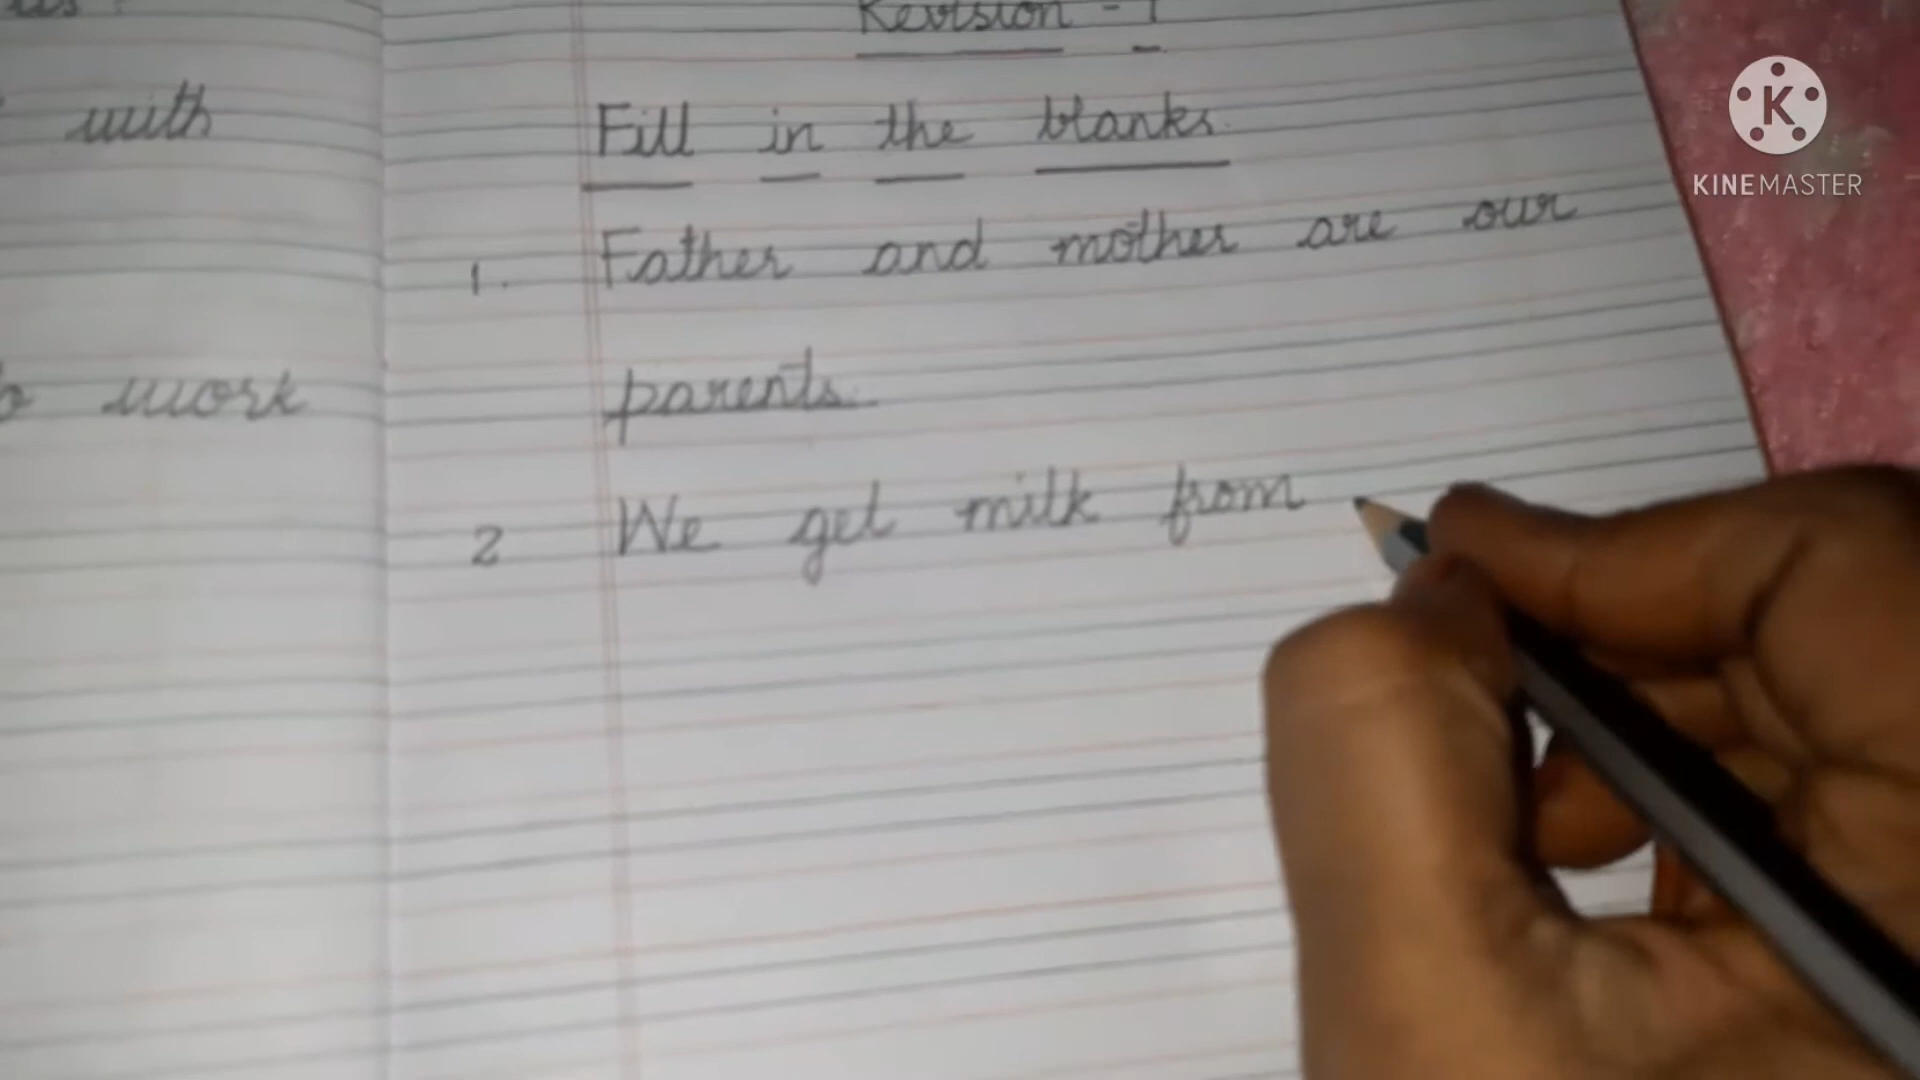 Revision - 1
with
Fill in the blanks.
1. Father and mother are our
work
parents.
2 We get milk from
KINEMASTER